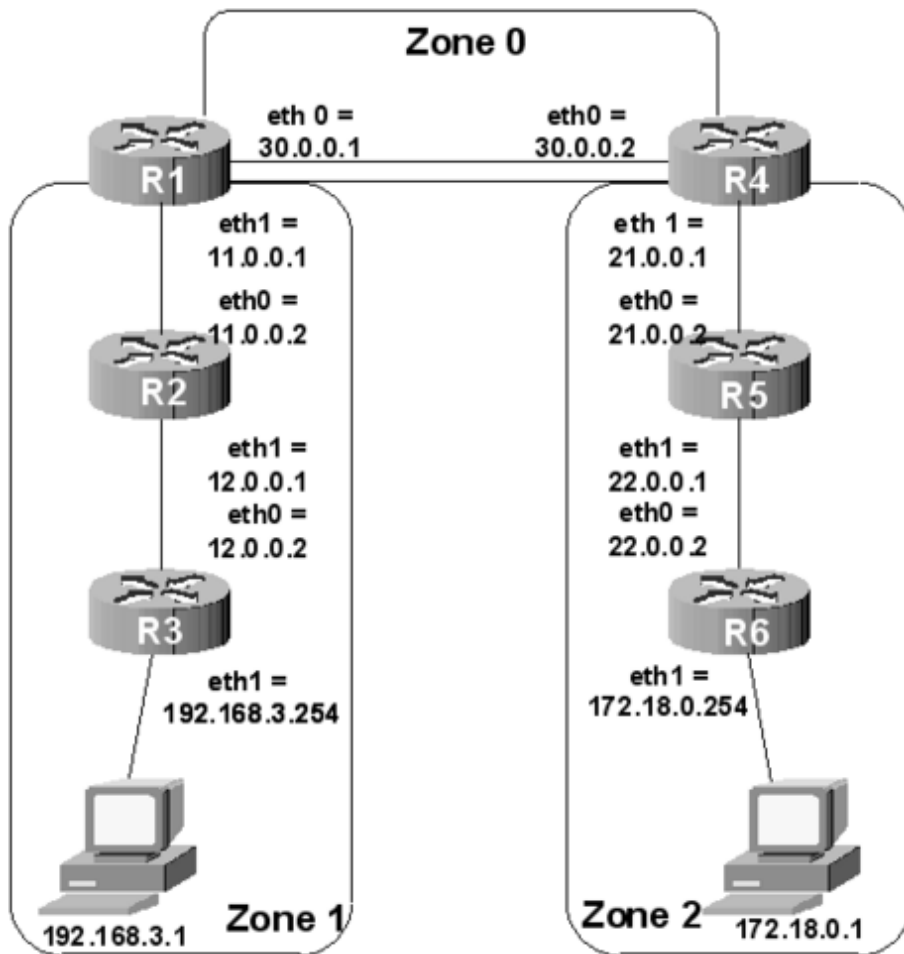 Zone 0
eth 0 =
30.0.0.1
eth0 =
30.0.0.2
R1
R4
eth1 =
11.0.0.1
eth 1 =
21.0.0.1
eth0 =
11.0.0.2
eth0 =
21.0.0.2
R2
R5
eth1 =
12.0.0.1
eth1 =
22.0.0.1
eth0 =
12.0.0.2
eth0 =
22.0.0.2
R3
R6
eth1 =
192.168.3.254
eth1 =
172.18.0.254
192.168.3.1
Zone 1
Zone 2
172.18.0.1